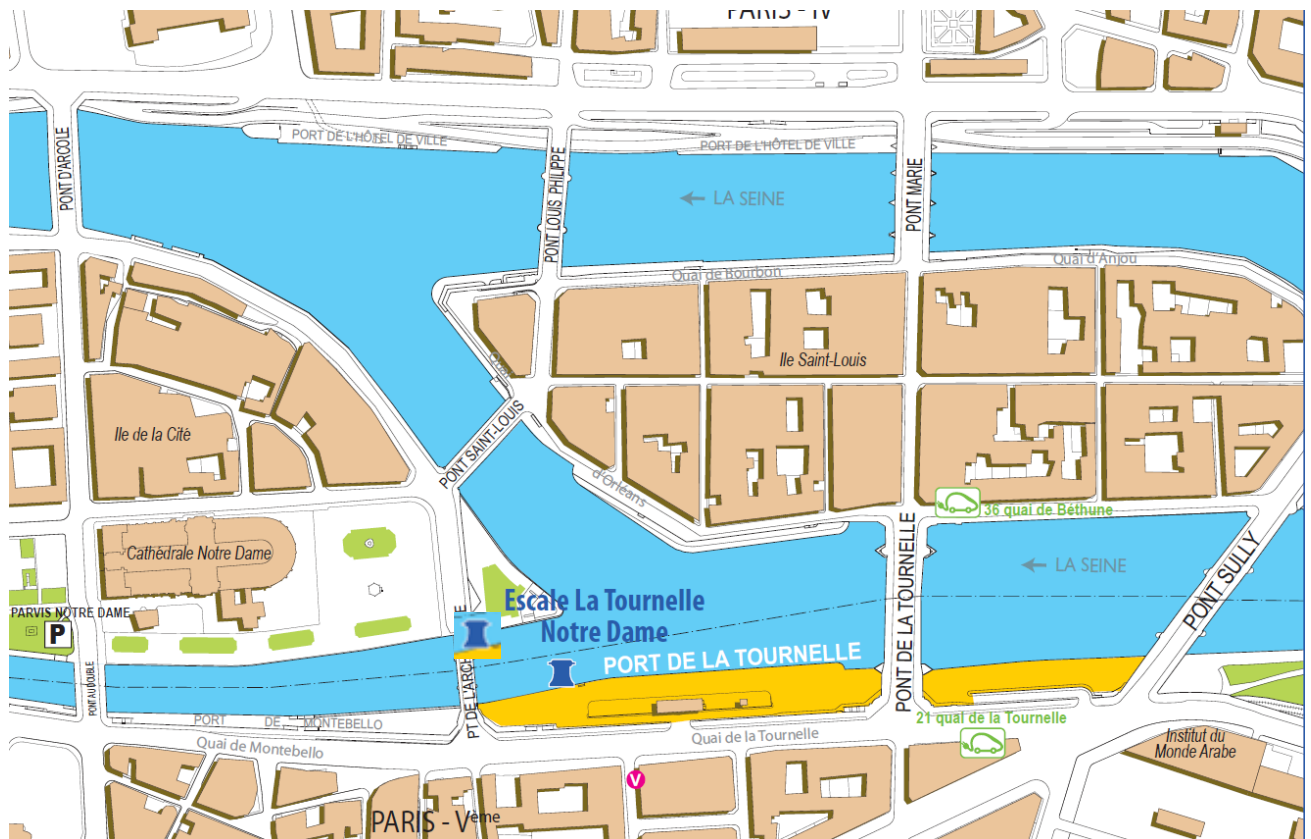 PARIS - IV
PORT DE L'HÔTEL DE VILLE
PORT DE L'HÔTEL DE VILLE
PONT D'ARCOLE
PONT LOUIS PHILIPPE
PONT MARIE
← LA SEINE
Quai de Bourbon
Quai d'Anjou
Ile Saint-Louis
Quai
PONT SAINT-LOUIS
Ile de la Cité
d'Orléans
36 quai de Béthune
Cathédrale Notre Dame
← LA SEINE
PONT SULLY
PONT DE LA TOURNELLE
PARVIS NOTRE DAME
P
Escale La Tournelle
Notre Dame
PORT DE LA TOURNELLE
PONT AU DOUBLE
PT DE L'ARCH
PORT DE MONTEBELLO
Quai de Montebello
Quai de la Tournelle
21 quai de la Tournelle
Institut du
Monde Arabe
V
PARIS - Vème